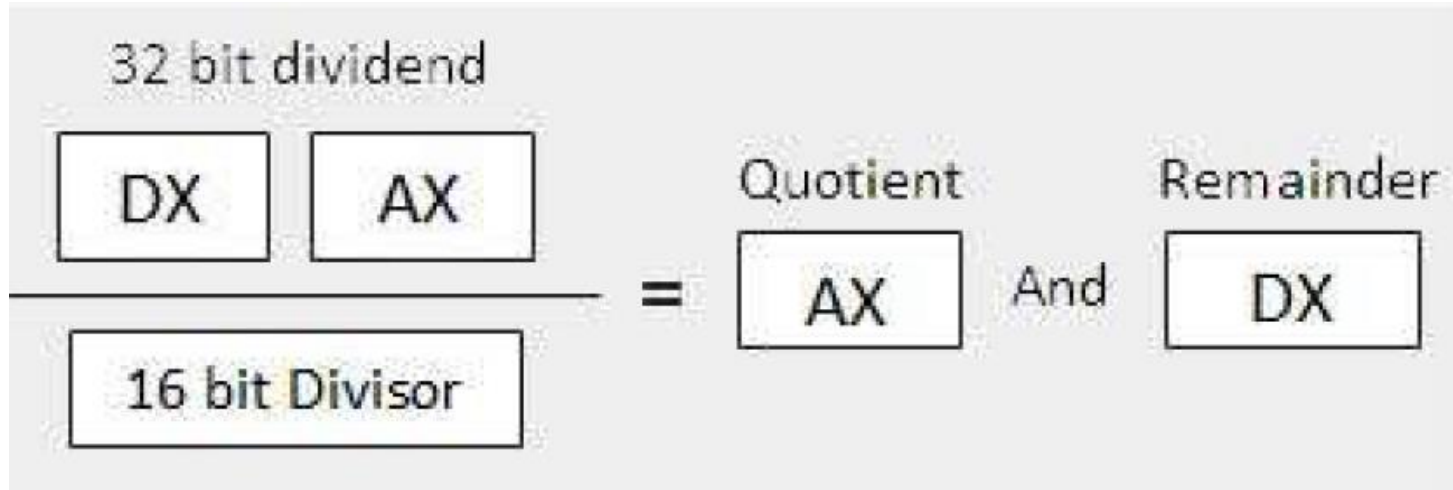 32 bit dividend
DX AX
16 bit Divisor
=
Quotient And Remainder
AX DX